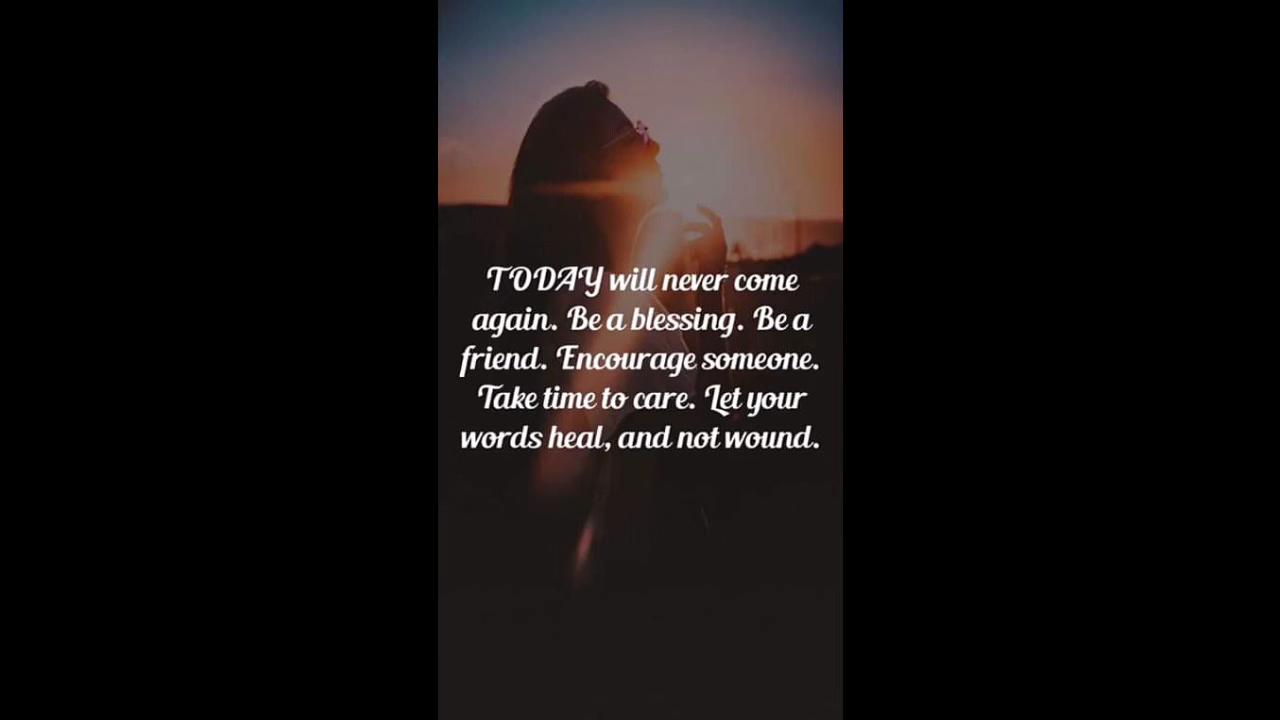 TODAY will never come
again. Be a blessing. Be a
friend. Encourage someone.
Take time to care. Let your
words heal, and not wound.